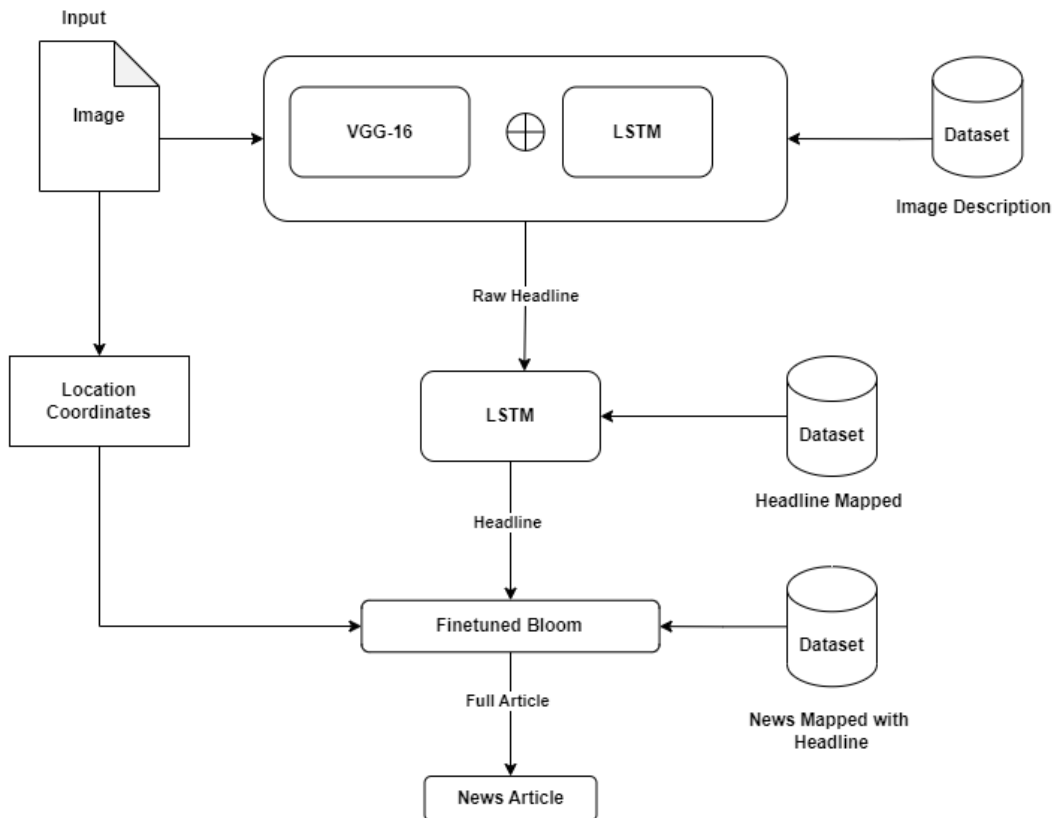 Input
Image
VGG-16
LSTM
Dataset
Image Description
Raw Headline
Location
Coordinates
LSTM
Dataset
Headline Mapped
Headline
Finetuned Bloom
Dataset
News Mapped with
Headline
Full Article
News Article